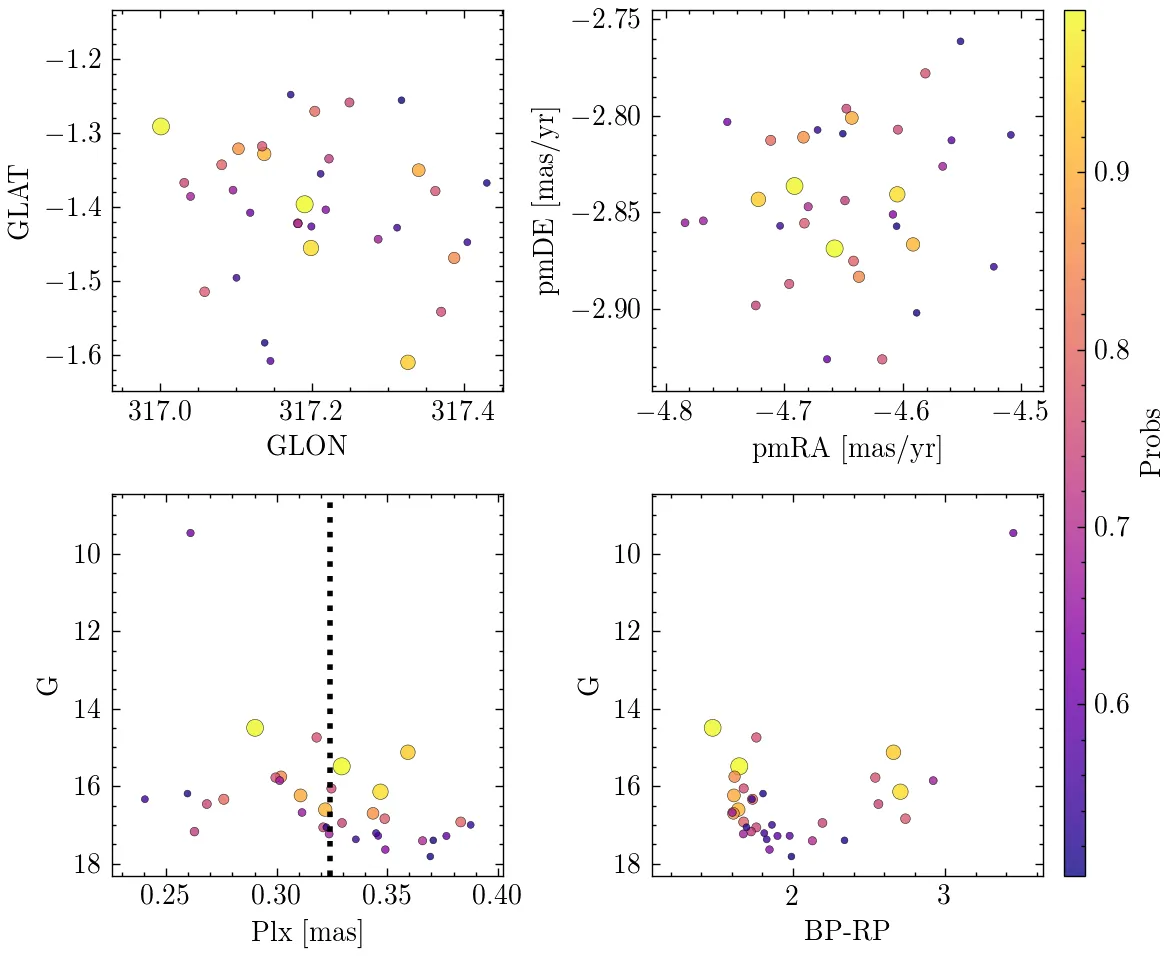 −1.2
−1.3
−1.4
−1.5
−1.6
GLAT
317.0 317.2 317.4
GLON
−2.75
−2.80
−2.85
−2.90
pmDE [mas/yr]
−4.8 −4.7 −4.6 −4.5
pmRA [mas/yr]
10
12
14
16
18
G
0.25 0.30 0.35 0.40
Plx [mas]
10
12
14
16
18
G
2 3
BP-RP
0.9
0.8
0.7
0.6
Probs